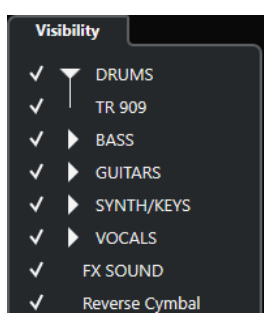 Visibility
DRUMS
TR 909
BASS
GUITARS
SYNTH/KEYS
VOCALS
FX SOUND
Reverse Cymbal